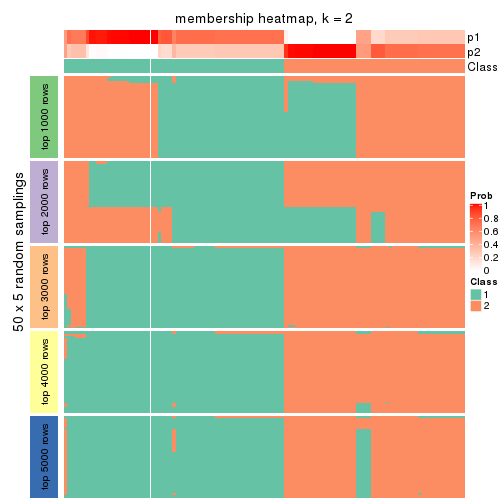 membership heatmap, k = 2
p1
p2
Class
50 x 5 random samplings
top 1000 rows
top 2000 rows
top 3000 rows
top 4000 rows
top 5000 rows
Prob
1
0.8
0.6
0.4
0.2
0
Class
1
2